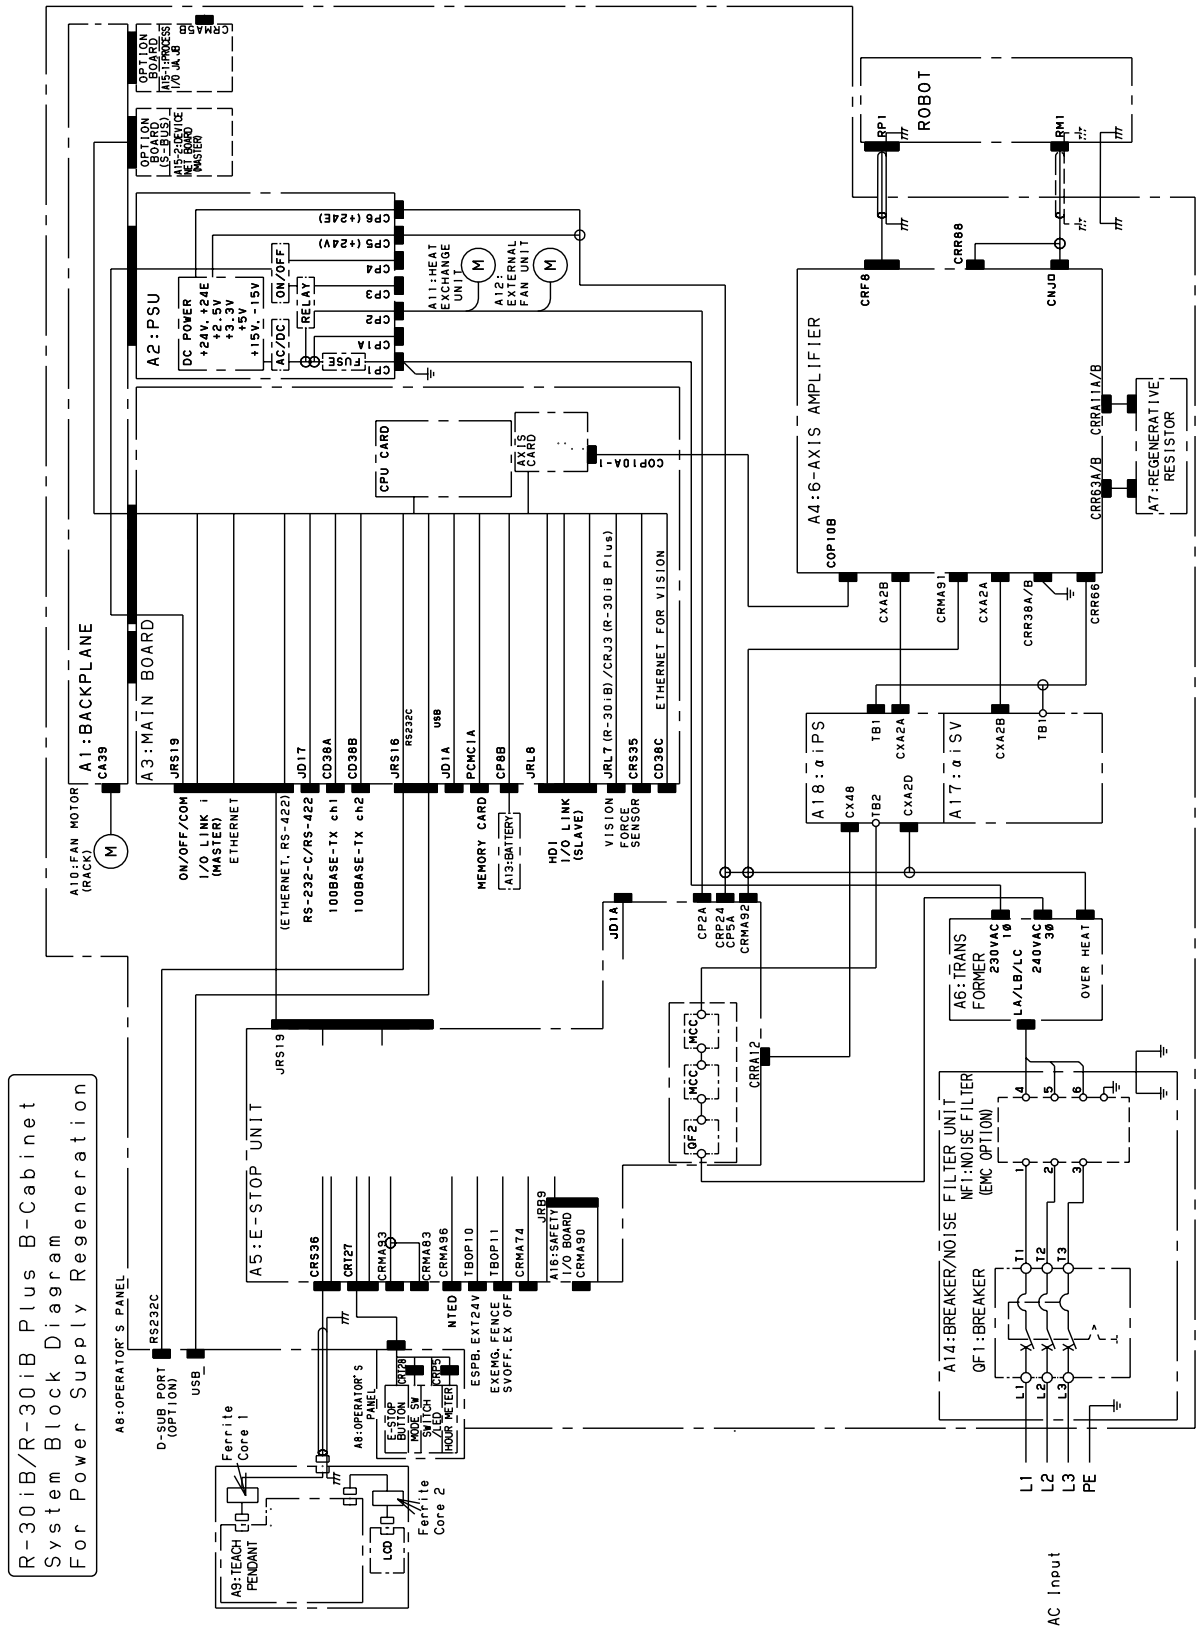 R-30iB/R-30iB Plus B-Cabinet
System Block Diagram
For Power Supply Regeneration
A1:BACKPLANE
CA39
A10:FAN MOTOR
(RACK)
M
OPTION
BOARD
A15-1:PROCESS
I/O JA, JB
CRMA5B
OPTION
BOARD
(S-BUS)
A15-2:DEVICE
NET BOARD
(MASTER)
A2:PSU
DC POWER
+24V, +24E
+2.5V
+3.3V
+5V
+15V, -15V
ON/OFF
AC/DC
RELAY
FUSE
CP6 (+24E)
CP5 (+24V)
CP4
CP3
CP2
CP1A
CP1
A11:HEAT
EXCHANGE
UNIT
M
A12:
EXTERNAL
FAN UNIT
M
A3:MAIN BOARD
CPU CARD
AXIS
CARD
COP10A-1
JRS19
JD17
CD38A
CD38B
JRS16
RS232C
USB
JD1A
PCMCIA
CP8B
JRL8
JRL7 (R-30iB) /CRJ3 (R-30iB Plus)
CRS35
CD38C
ETHERNET FOR VISION
ON/OFF/COM
I/O LINK i
(MASTER)
ETHERNET
(ETHERNET, RS-422)
RS-232-C/RS-422
100BASE-TX ch1
100BASE-TX ch2
MEMORY CARD
A13:BATTERY
HDI
I/O LINK
(SLAVE)
VISION
FORCE
SENSOR
ROBOT
RP1
RM1
CRF8
CRR88
CNJ□
A4:6-AXIS AMPLIFIER
CRRA11A/B
CRR63A/B
A7:REGENERATIVE
RESISTOR
COP10B
CXA2B
CRMA91
CXA2A
CRR38A/B
CRR66
A18:αiPS
TB1
CXA2A
CX48
TB2
CXA2D
A17:αiSV
CXA2B
TB1
A5:E-STOP UNIT
JRS19
JD1A
CP2A
CRP24
CP5A
CRMA92
CRRA12
MCC
MCC
QF2
CRS36
CRT27
CRMA93
CRMA83
CRMA96
TBOP10
TBOP11
CRMA74
JRB9
A16:SAFETY
I/O BOARD
CRMA90
NTED
ESPB, EXT24V
EXEMG, FENCE
SVOFF, EX OFF
A6:TRANS
FORMER
230VAC
1Ø
LA/LB/LC
240VAC
3Ø
OVER HEAT
A14:BREAKER/NOISE FILTER UNIT
NF1:NOISE FILTER
(EMC OPTION)
4
5
6
1
2
3
QF1:BREAKER
T1
T2
T3
L1
L2
L3
L1
L2
L3
PE
AC Input
A8:OPERATOR'S PANEL
RS232C
D-SUB PORT
(OPTION)
USB
A8:OPERATOR'S
PANEL
E-STOP
BUTTON
CRT28
MODE SW
SWITCH
/LED
CRP5
HOUR METER
A9:TEACH
PENDANT
LCD
Ferrite
Core 1
Ferrite
Core 2